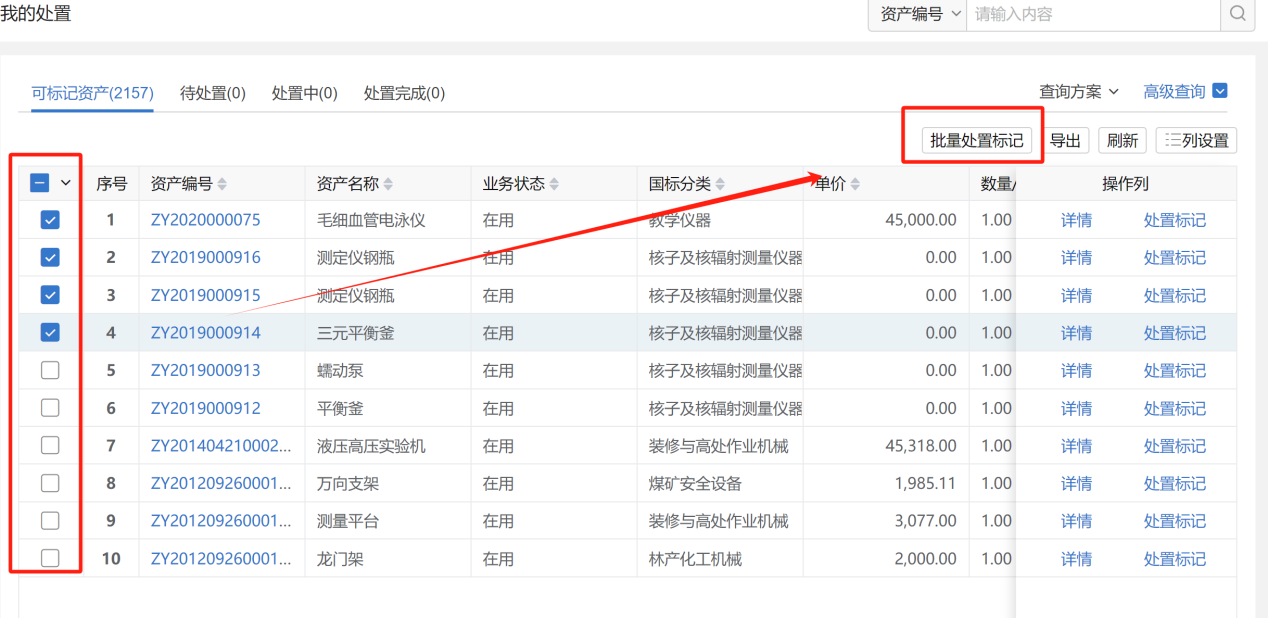 我的处置
资产编号 请输入内容
可标记资产(2157) 待处置(0) 处置中(0) 处置完成(0) 查询方案 高级查询
批量处置标记 导出 刷新 列设置
序号 资产编号 资产名称 业务状态 国标分类 单价 数量/ 操作列
1 ZY2020000075 毛细血管电泳仪 在用 教学仪器 45,000.00 1.00 详情 处置标记
2 ZY2019000916 测定仪钢瓶 在用 核子及核辐射测量仪器 0.00 1.00 详情 处置标记
3 ZY2019000915 测定仪钢瓶 在用 核子及核辐射测量仪器 0.00 1.00 详情 处置标记
4 ZY2019000914 三元平衡釜 在用 核子及核辐射测量仪器 0.00 1.00 详情 处置标记
5 ZY2019000913 蠕动泵 在用 核子及核辐射测量仪器 0.00 1.00 详情 处置标记
6 ZY2019000912 平衡釜 在用 核子及核辐射测量仪器 0.00 1.00 详情 处置标记
7 ZY201404210002... 液压高压实验机 在用 装修与高处作业机械 45,318.00 1.00 详情 处置标记
8 ZY201209260001... 万向支架 在用 煤矿安全设备 1,985.11 1.00 详情 处置标记
9 ZY201209260001... 测量平台 在用 装修与高处作业机械 3,077.00 1.00 详情 处置标记
10 ZY201209260001... 龙门架 在用 林产化工机械 2,000.00 1.00 详情 处置标记